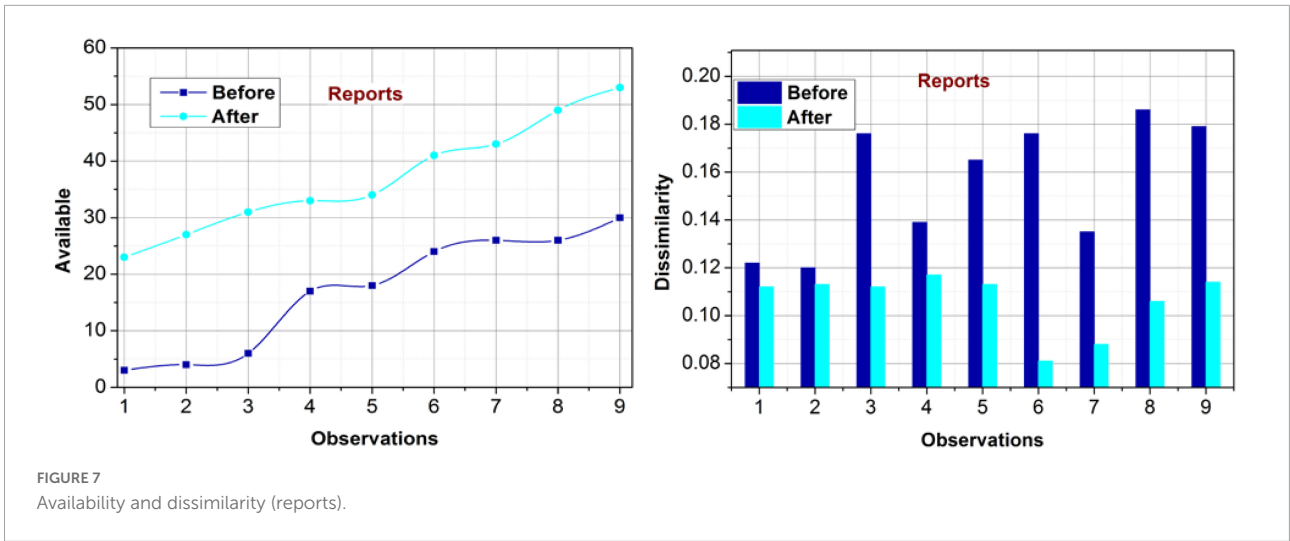 60
50
40
30
20
10
0
Available
Before
After
Reports
1 2 3 4 5 6 7 8 9
Observations
0.20
0.18
0.16
0.14
0.12
0.10
0.08
Dissimilarity
Reports
Before
After
1 2 3 4 5 6 7 8 9
Observations
FIGURE 7
Availability and dissimilarity (reports).